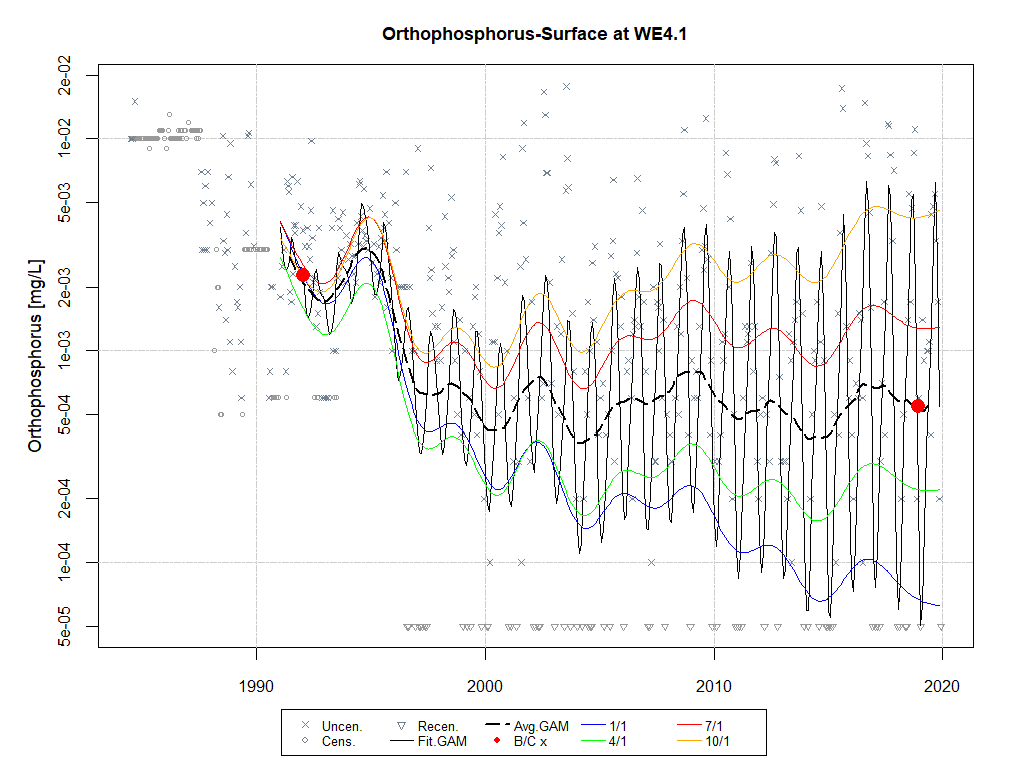 Orthophosphorus-Surface at WE4.1
Orthophosphorus [mg/L]
2e-02
1e-02
5e-03
2e-03
1e-03
5e-04
2e-04
1e-04
5e-05
1990 2000 2010 2020
Uncen. Recen. Avg.GAM 1/1 7/1
Cens. Fit.GAM B/C x 4/1 10/1